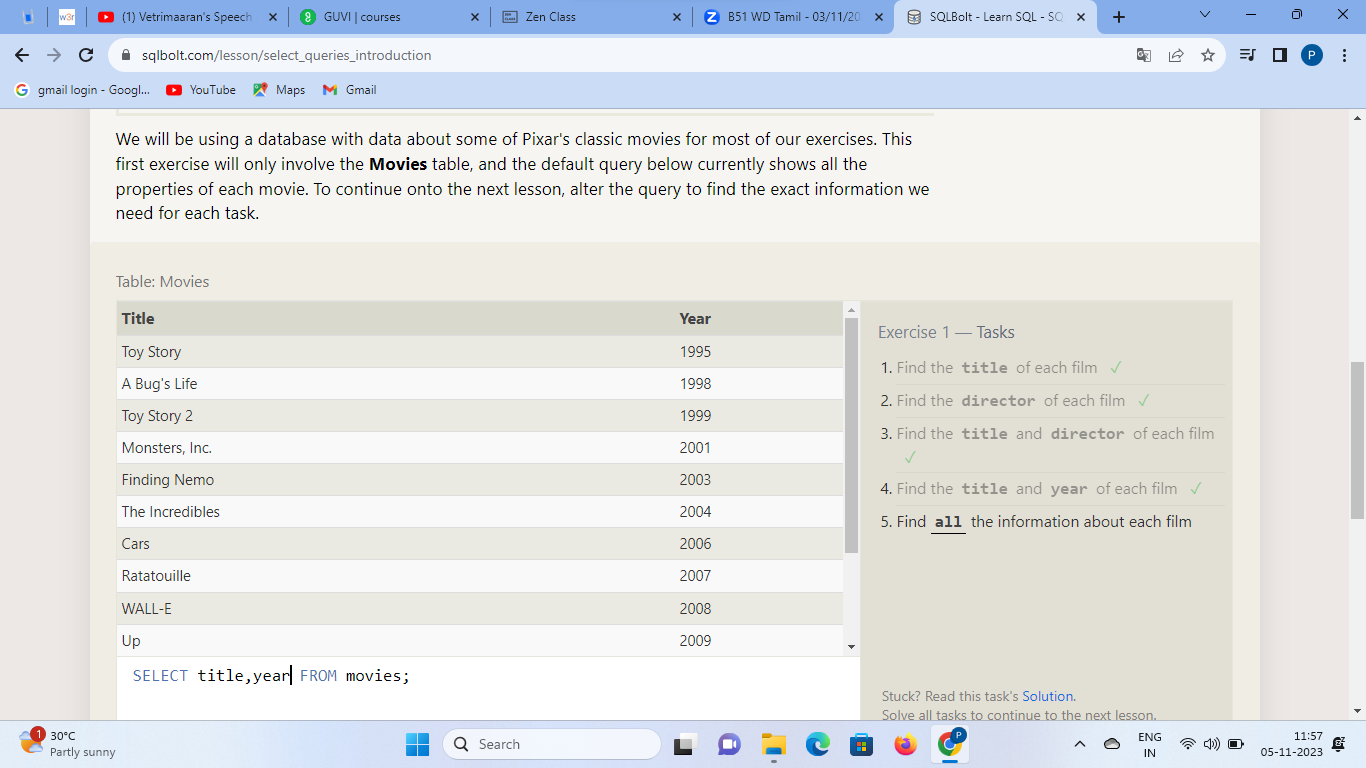 w3r
(1) Vetrimaaran's Speech
GUVI | courses
Zen Class
B51 WD Tamil - 03/11/20
SQLBolt - Learn SQL - SQ
sqlbolt.com/lesson/select_queries_introduction
P
gmail login - Googl...
YouTube
Maps
Gmail
We will be using a database with data about some of Pixar's classic movies for most of our exercises. This
first exercise will only involve the Movies table, and the default query below currently shows all the
properties of each movie. To continue onto the next lesson, alter the query to find the exact information we
need for each task.
Table: Movies
Title Year
Toy Story 1995
A Bug's Life 1998
Toy Story 2 1999
Monsters, Inc. 2001
Finding Nemo 2003
The Incredibles 2004
Cars 2006
Ratatouille 2007
WALL-E 2008
Up 2009
SELECT title,year FROM movies;
Exercise 1 — Tasks
1. Find the title of each film ✓
2. Find the director of each film ✓
3. Find the title and director of each film
✓
4. Find the title and year of each film ✓
5. Find all the information about each film
Stuck? Read this task's Solution.
Solve all tasks to continue to the next lesson.
1
30°C
Partly sunny
Search
P
ENG
IN
11:57
05-11-2023